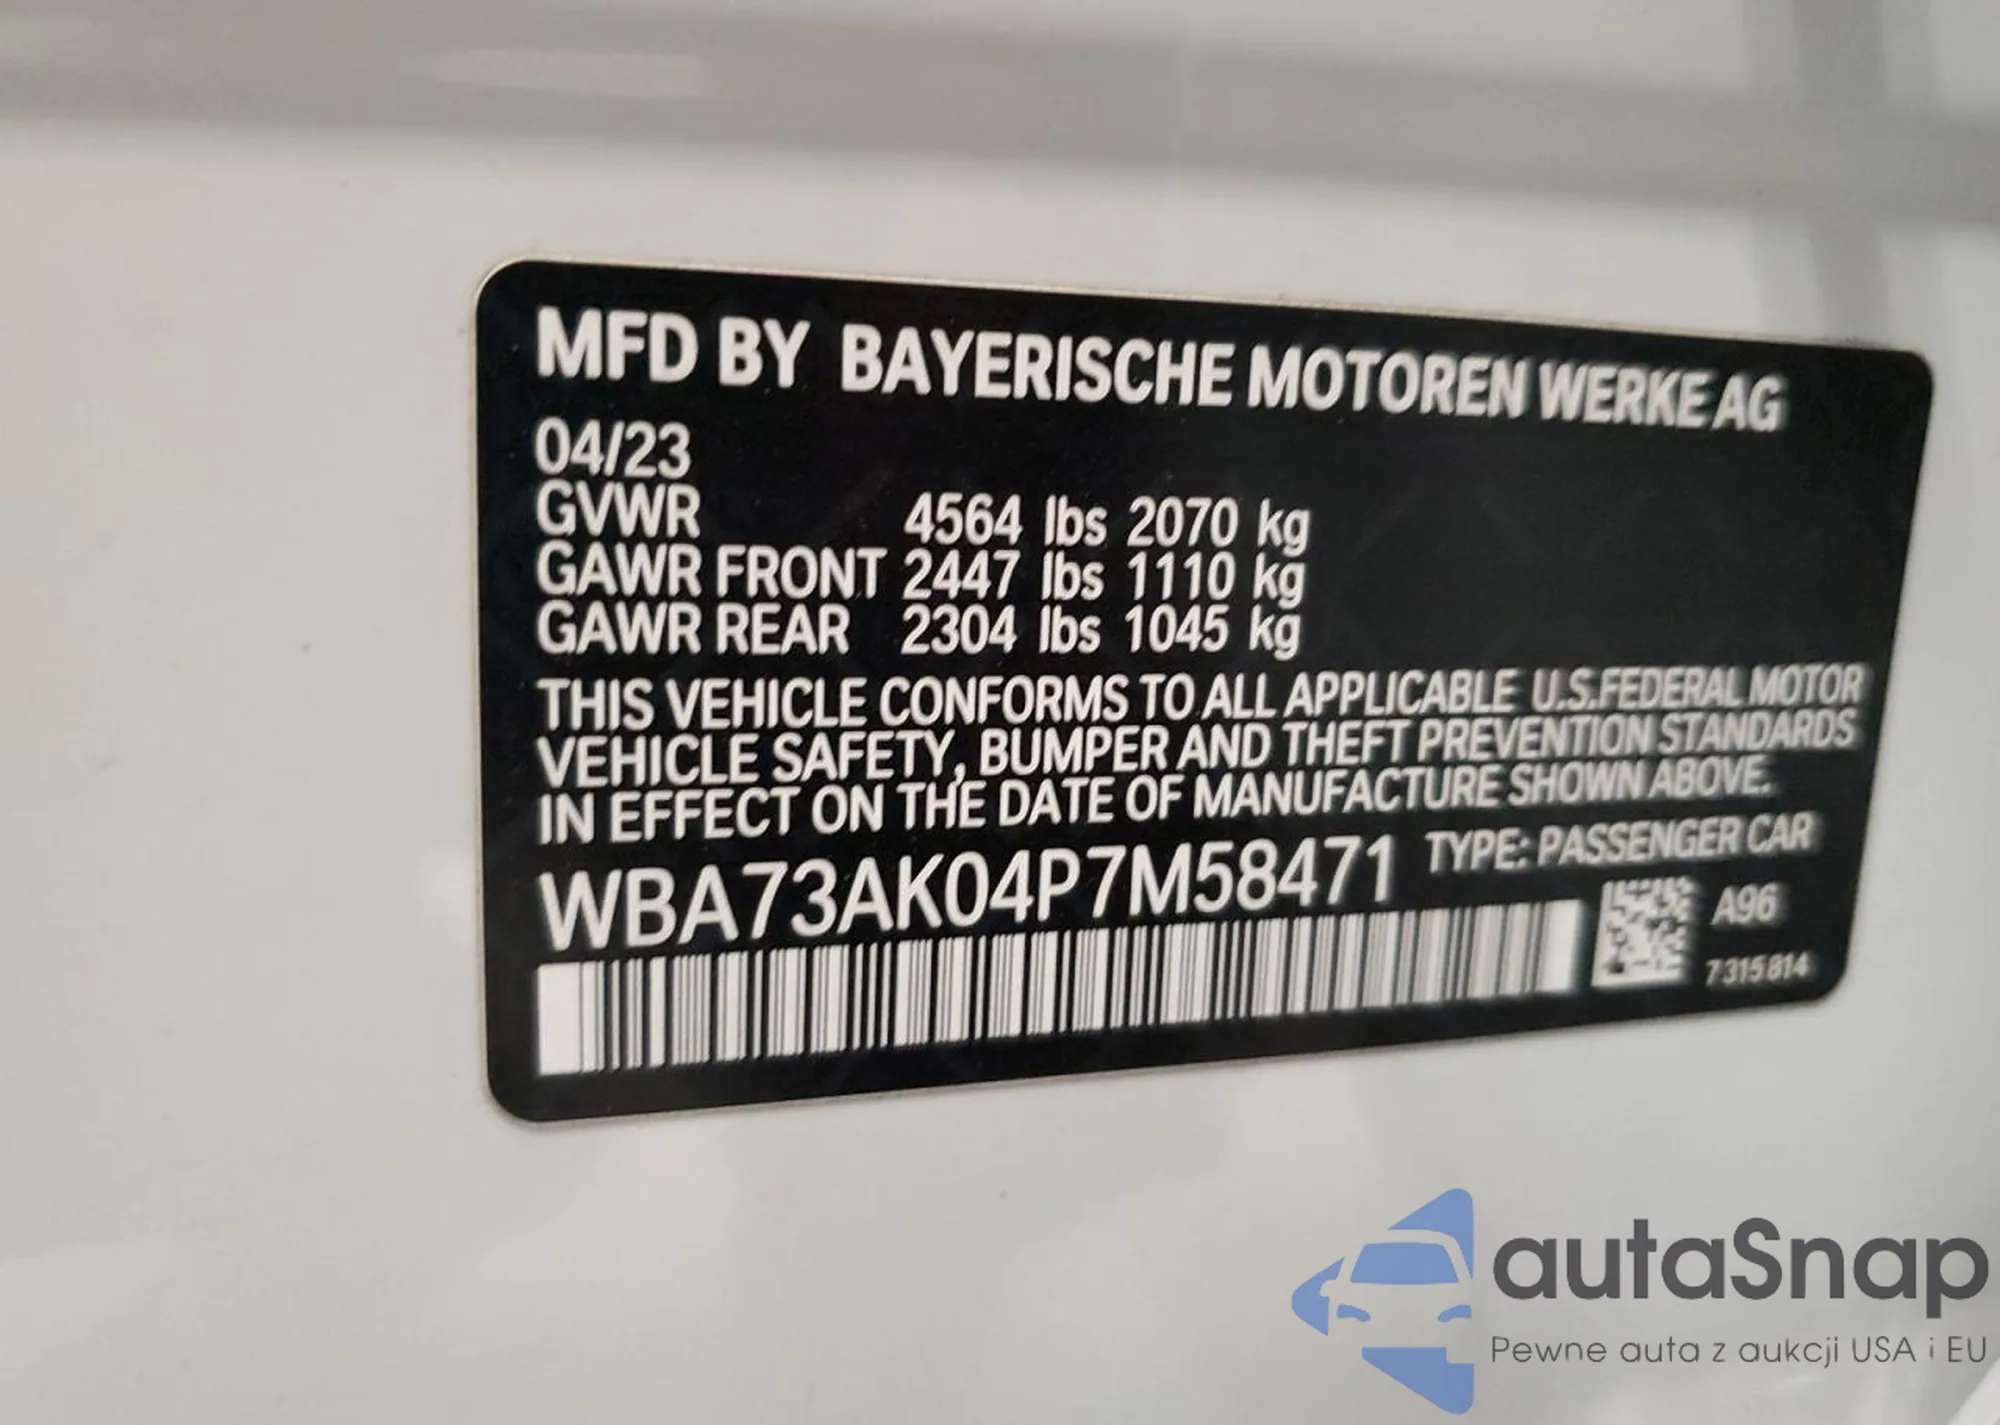 MFD BY BAYERISCHE MOTOREN WERKE AG
04/23
GVWR 4564 lbs 2070 kg
GAWR FRONT 2447 lbs 1110 kg
GAWR REAR 2304 lbs 1045 kg
THIS VEHICLE CONFORMS TO ALL APPLICABLE U.S.FEDERAL MOTOR
VEHICLE SAFETY, BUMPER AND THEFT PREVENTION STANDARDS
IN EFFECT ON THE DATE OF MANUFACTURE SHOWN ABOVE.
WBA73AK04P7M58471 TYPE: PASSENGER CAR
A96
7315814
autaSnap
Pewne auta z aukcji USA i EU